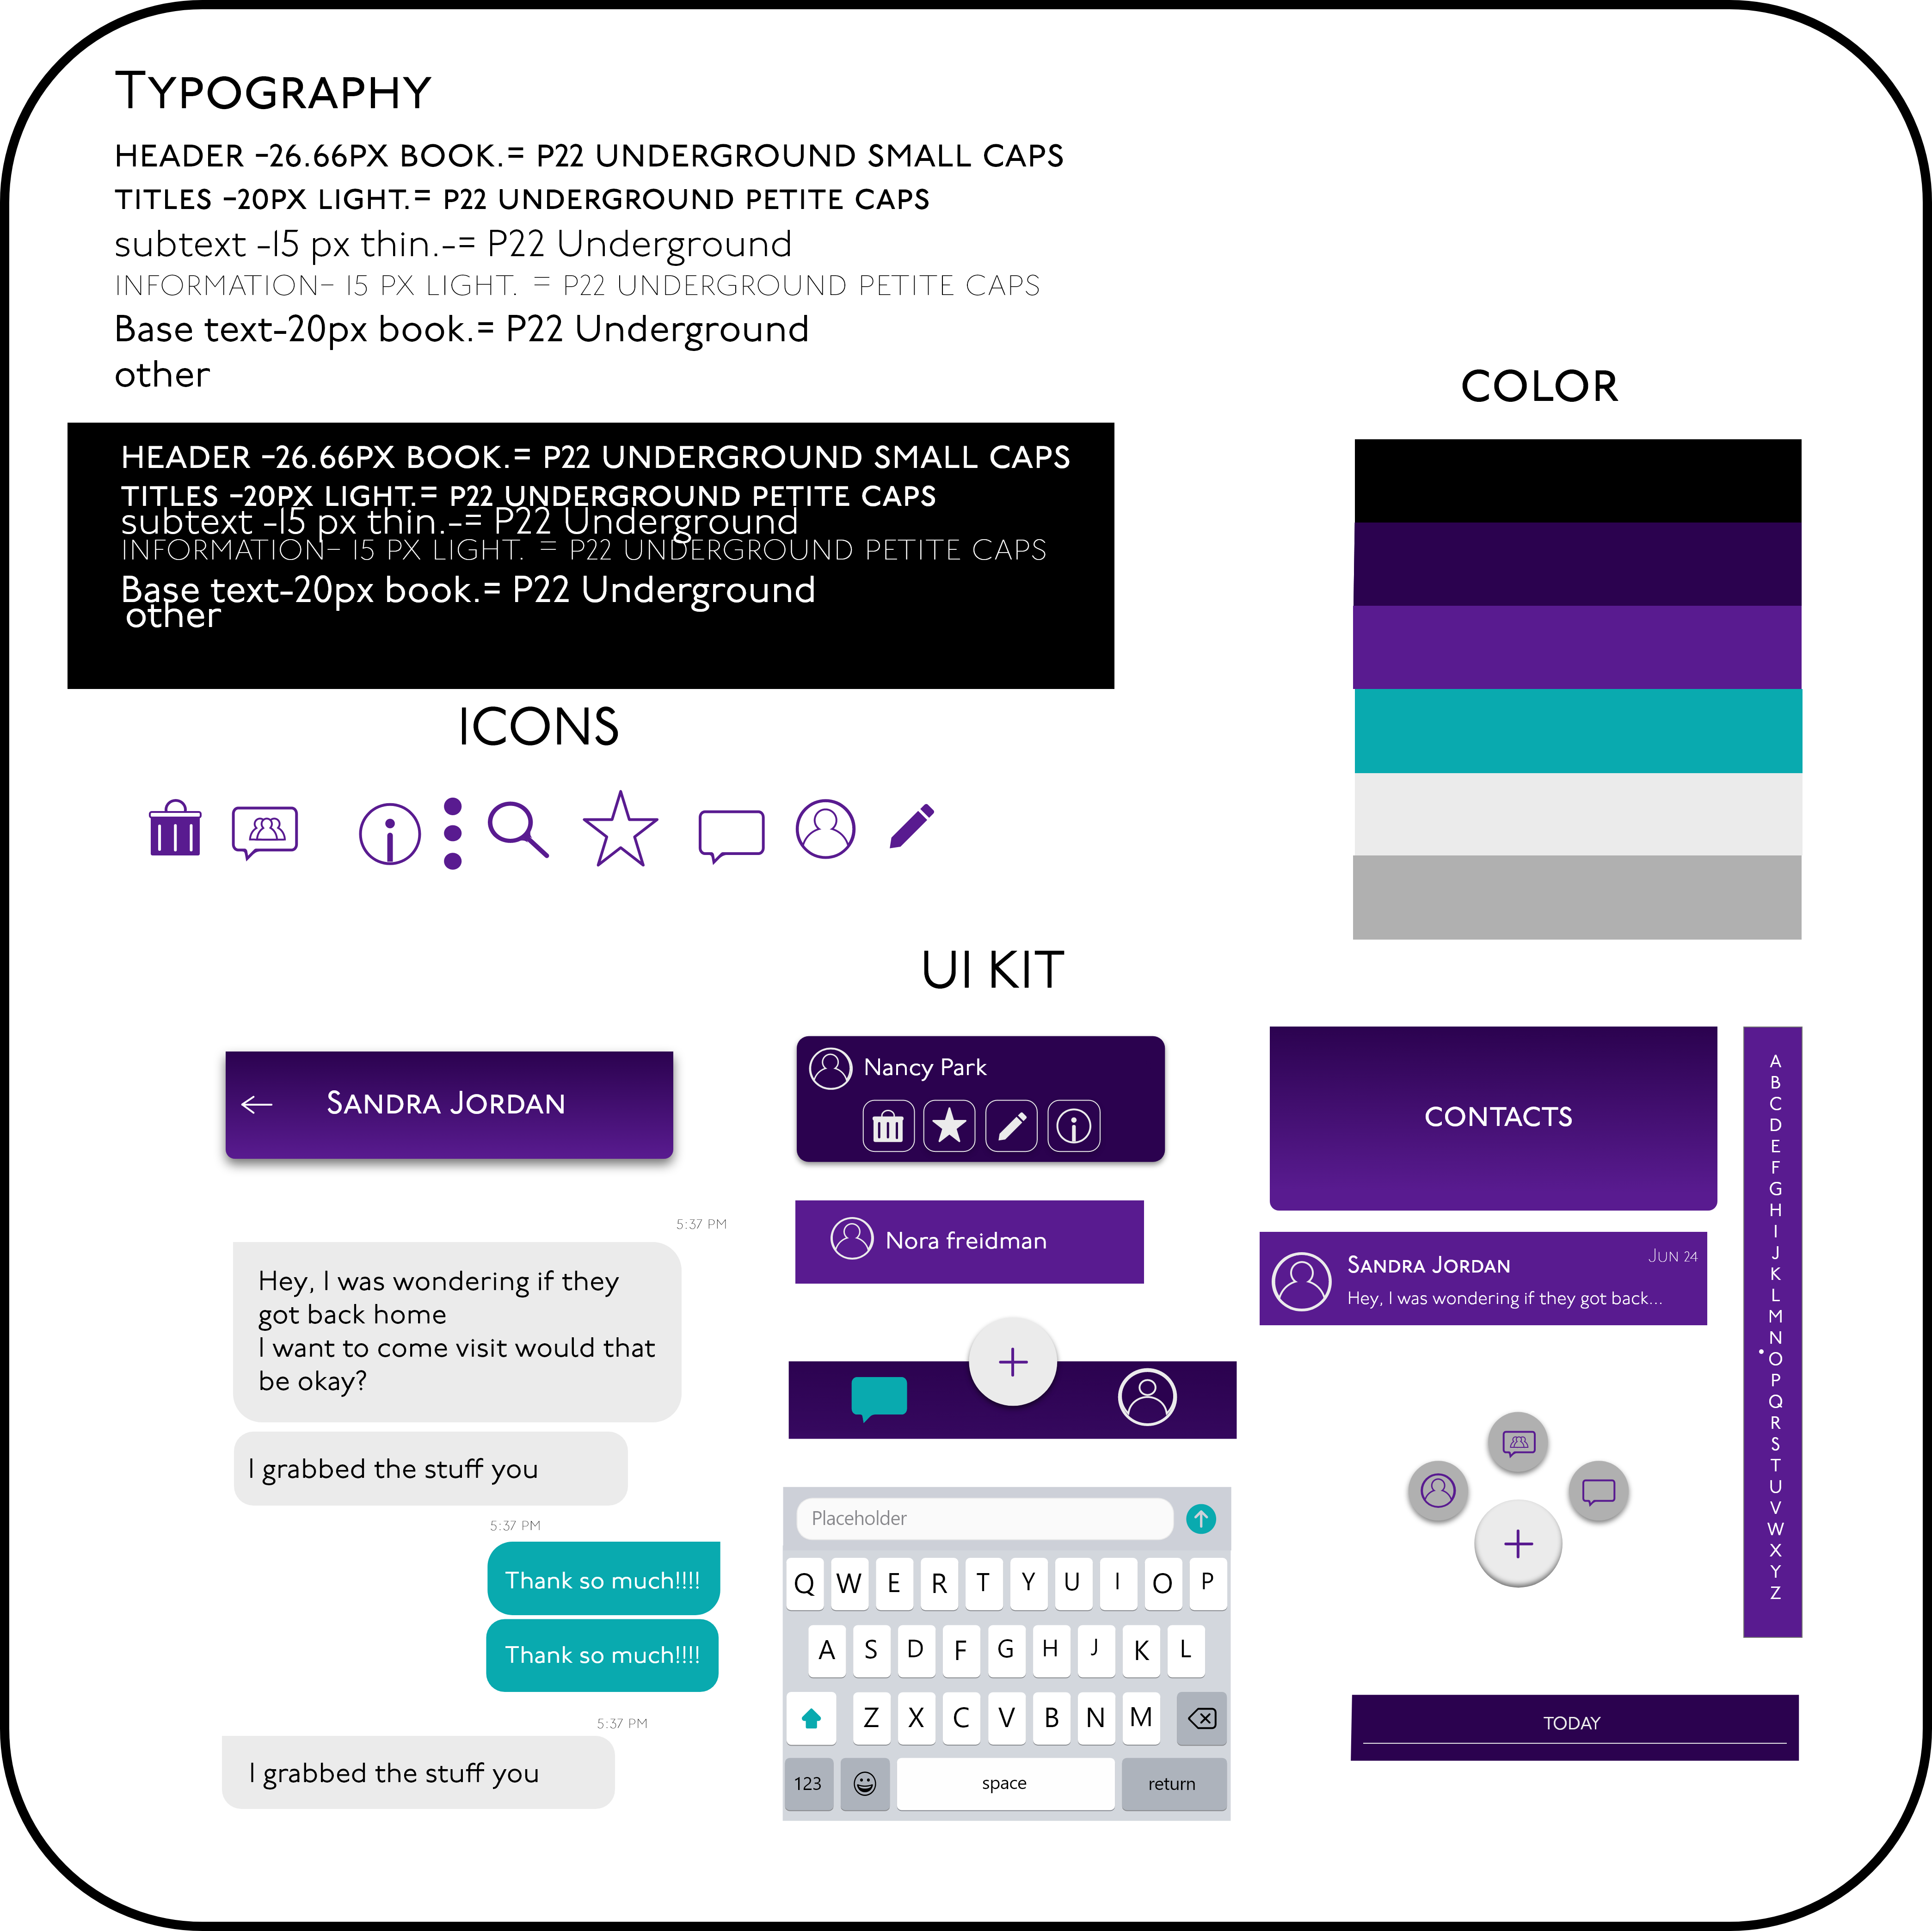 Typography
HEADER -26.66PX BOOK.= P22 UNDERGROUND SMALL CAPS
TITLES -20PX LIGHT.= P22 UNDERGROUND PETITE CAPS
subtext -15 px thin.-= P22 Underground
INFORMATION- 15 PX LIGHT. = P22 UNDERGROUND PETITE CAPS
Base text-20px book.= P22 Underground
other
HEADER -26.66PX BOOK.= P22 UNDERGROUND SMALL CAPS
TITLES -20PX LIGHT.= P22 UNDERGROUND PETITE CAPS
subtext -15 px thin.-= P22 Underground
INFORMATION- 15 PX LIGHT. = P22 UNDERGROUND PETITE CAPS
Base text-20px book.= P22 Underground
other
COLOR
ICONS
UI KIT
Sandra Jordan
5:37 PM
Hey, I was wondering if they
got back home
I want to come visit would that
be okay?
I grabbed the stuff you
5:37 PM
Thank so much!!!!
Thank so much!!!!
5:37 PM
I grabbed the stuff you
Nancy Park
Nora freidman
Placeholder
Q W E R T Y U I O P
A S D F G H J K L
Z X C V B N M
123 space return
CONTACTS
Sandra Jordan Jun 24
Hey, I was wondering if they got back...
A
B
C
D
E
F
G
H
I
J
K
L
M
N
O
P
Q
R
S
T
U
V
W
X
Y
Z
TODAY